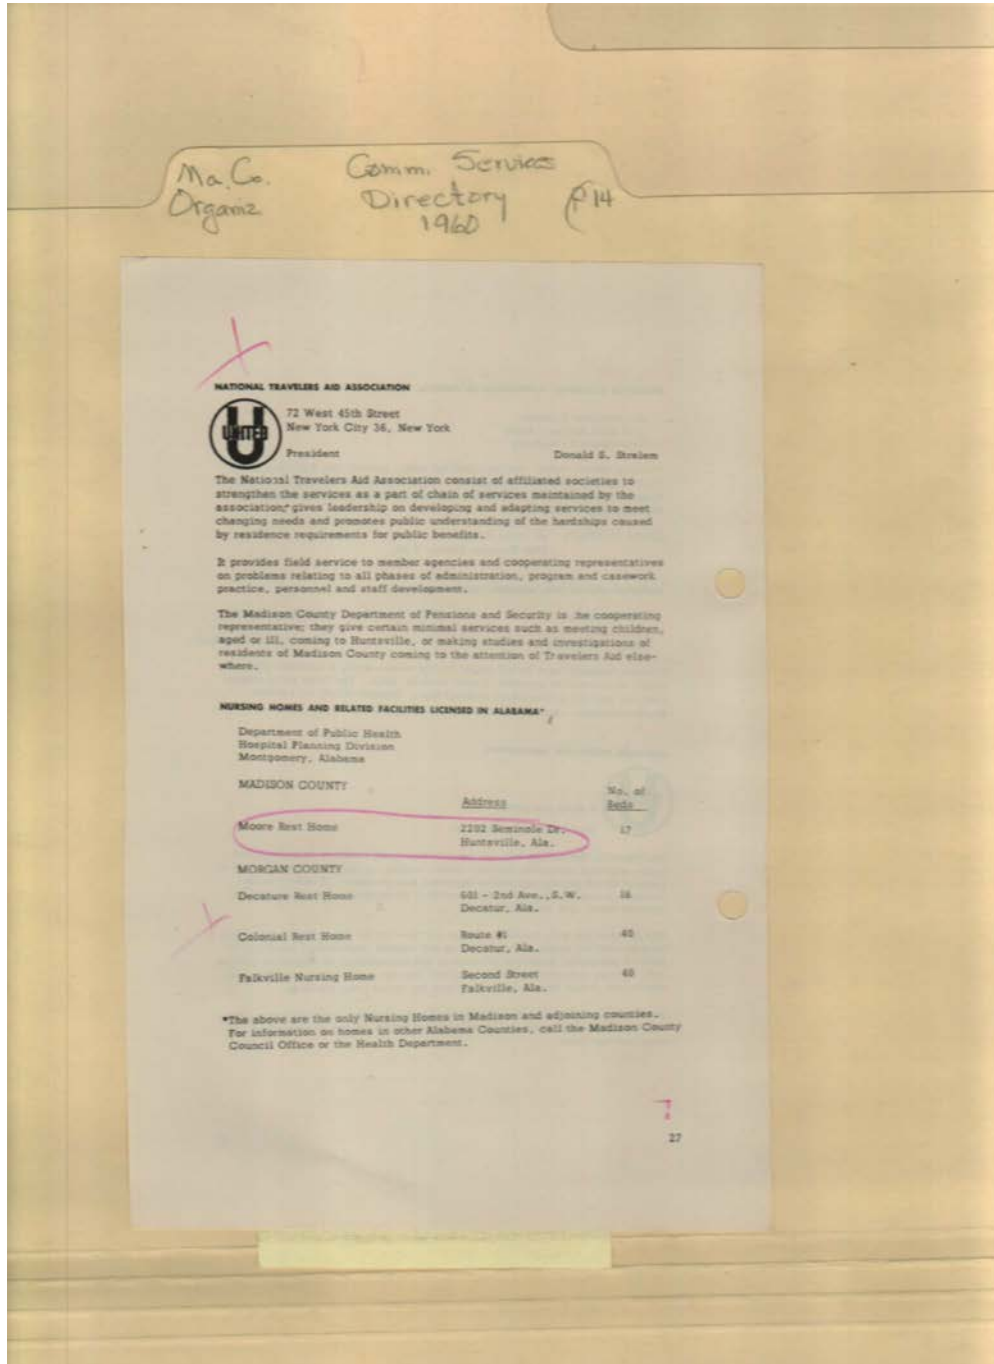 Ma. Co. Comm. Services
Organiz Directory P 14
1960
NATIONAL TRAVELERS AID ASSOCIATION
UNITED
72 West 45th Street
New York City 36, New York
President Donald S. Stralem
The National Travelers Aid Association consist of affiliated societies to
strengthen the services as a part of chain of services maintained by the
association; gives leadership on developing and adapting services to meet
changing needs and promotes public understanding of the hardships caused
by residence requirements for public benefits.
It provides field service to member agencies and cooperating representatives
on problems relating to all phases of administration, program and casework
practice, personnel and staff development.
The Madison County Department of Pensions and Security is the cooperating
representative; they give certain minimal services such as meeting children,
aged or ill, coming to Huntsville, or making studies and investigations of
residents of Madison County coming to the attention of Travelers Aid else-
where.
NURSING HOMES AND RELATED FACILITIES LICENSED IN ALABAMA*
Department of Public Health
Hospital Planning Division
Montgomery, Alabama
MADISON COUNTY
No. of
Address Beds
Moore Rest Home 2202 Seminole Dr. 17
Huntsville, Ala.
MORGAN COUNTY
Decature Rest Home 601 - 2nd Ave., S.W.
Decatur, Ala.
Colonial Rest Home Route #1 40
Decatur, Ala.
Falkville Nursing Home Second Street 40
Falkville, Ala.
*The above are the only Nursing Homes in Madison and adjoining counties.
For information on homes in other Alabama Counties, call the Madison County
Council Office or the Health Department.
27